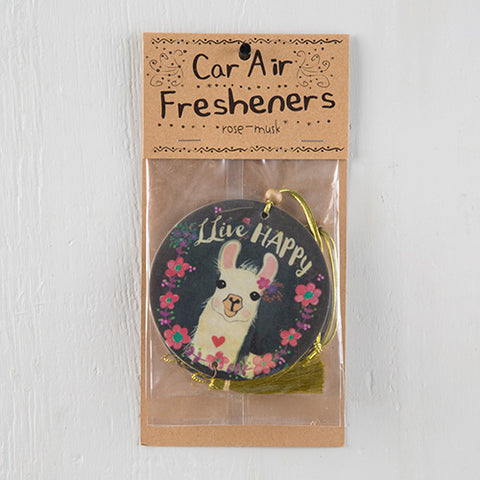 Car Air
Fresheners
rose-musk
LLive HAPPY